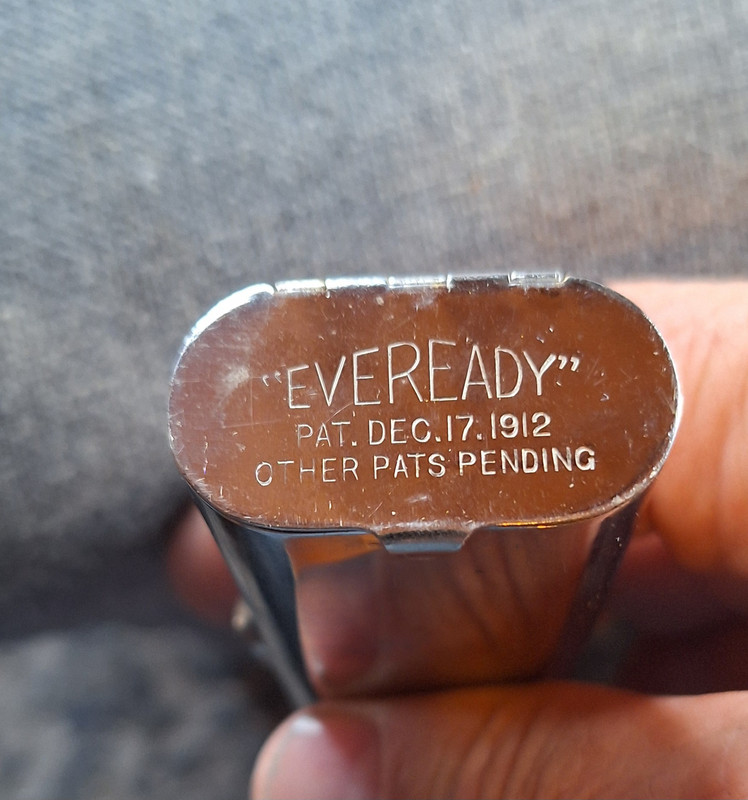 "EVEREADY"
PAT. DEC.17.1912
OTHER PATS PENDING